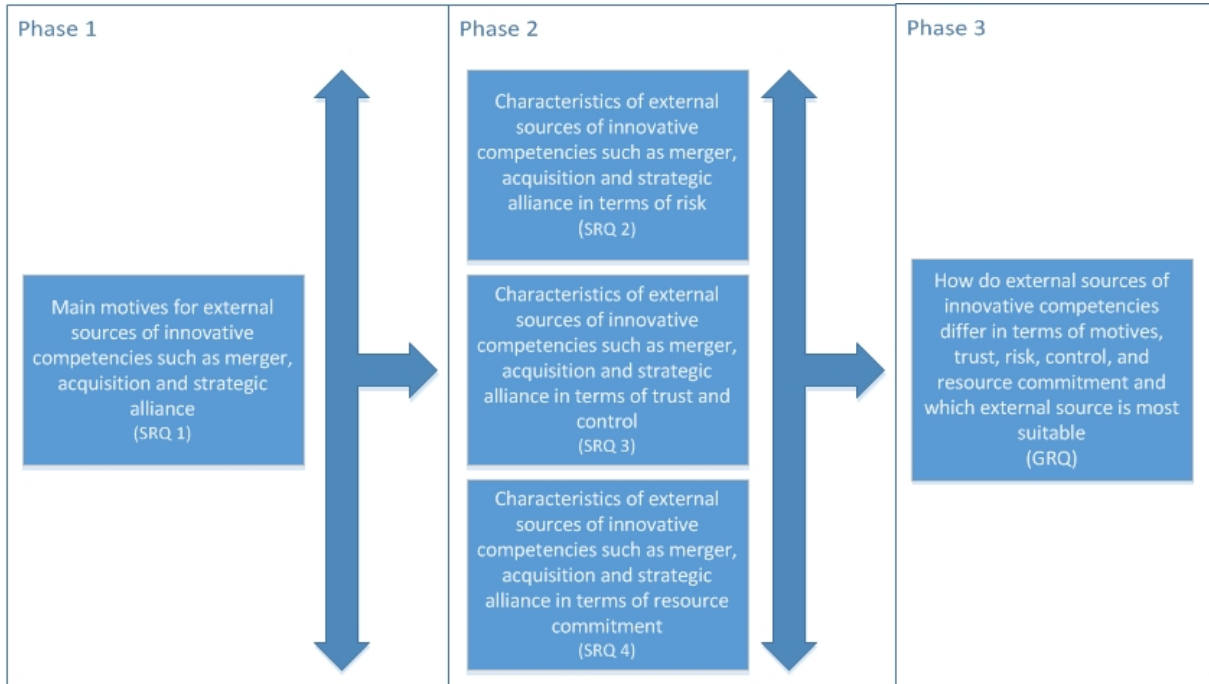 Phase 1
Main motives for external
sources of innovative
competencies such as merger,
acquisition and strategic
alliance
(SRQ 1)
Phase 2
Characteristics of external
sources of innovative
competencies such as merger,
acquisition and strategic
alliance in terms of risk
(SRQ 2)
Characteristics of external
sources of innovative
competencies such as merger,
acquisition and strategic
alliance in terms of trust and
control
(SRQ 3)
Characteristics of external
sources of innovative
competencies such as merger,
acquisition and strategic
alliance in terms of resource
commitment
(SRQ 4)
Phase 3
How do external sources of
innovative competencies
differ in terms of motives,
trust, risk, control, and
resource commitment and
which external source is most
suitable
(GRQ)